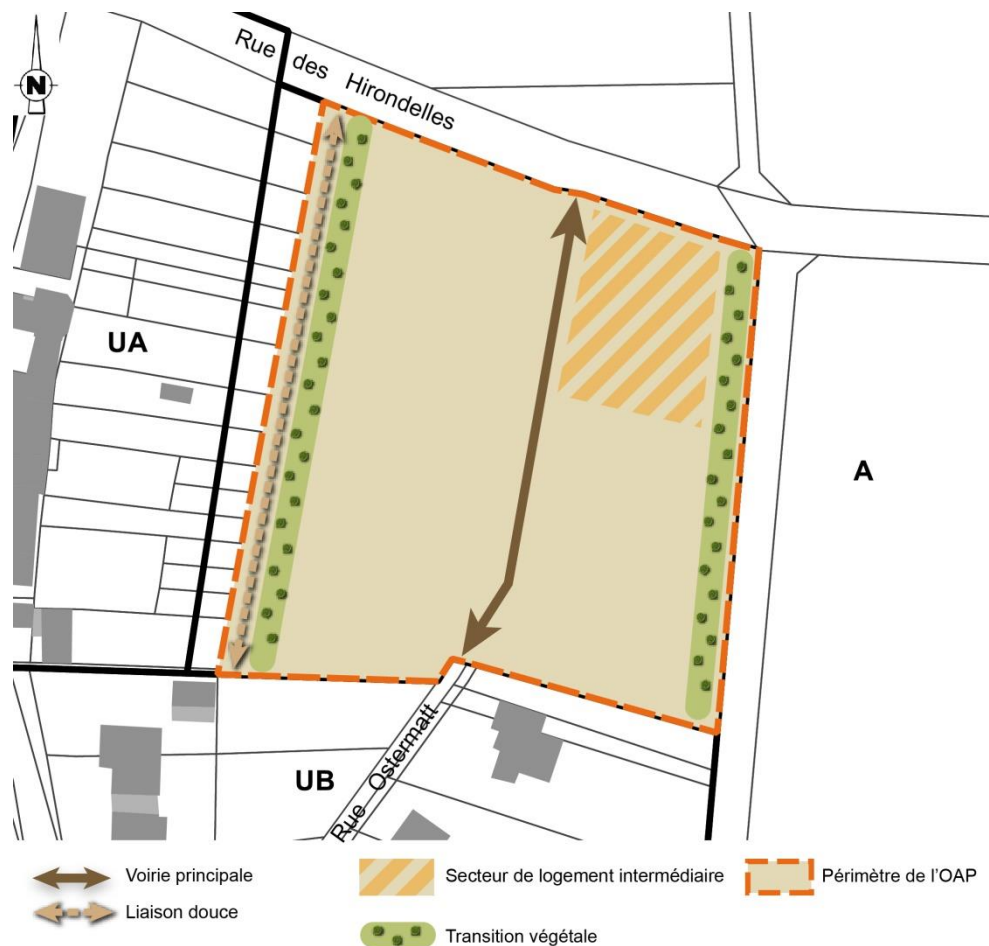 N
Rue des Hirondelles
UA
A
UB
Rue Ostermatt
Voirie principale
Liaison douce
Secteur de logement intermédiaire
Transition végétale
Périmètre de l'OAP